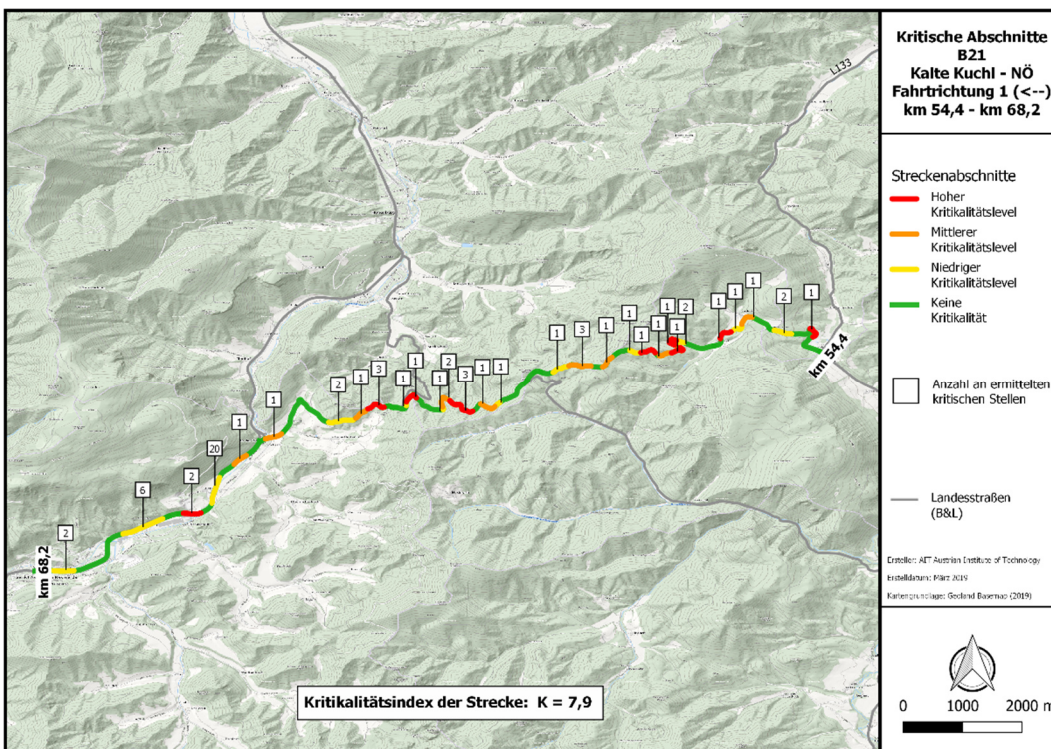 Kritische Abschnitte
B21
Kalte Kuchl - NÖ
Fahrtrichtung 1 (<--)
km 54,4 - km 68,2
Streckenabschnitte
Hoher
Kritikalitätslevel
Mittlerer
Kritikalitätslevel
Niedriger
Kritikalitätslevel
Keine
Kritikalität
Anzahl an ermittelten
kritischen Stellen
Landesstraßen
(B&L)
Ersteller: AIT Austrian Institute of Technology
Erstelldatum: März 2019
Kartengrundlage: Geoland Basemap (2019)
0 1000 2000 m
L133
km 54,4
km 68,2
2
6
2
20
1
1
2
1
3
1
1
1
2
3
1
1
1
3
1
1
1
1
1
1
2
1
1
1
2
1
Kritikalitätsindex der Strecke: K = 7,9